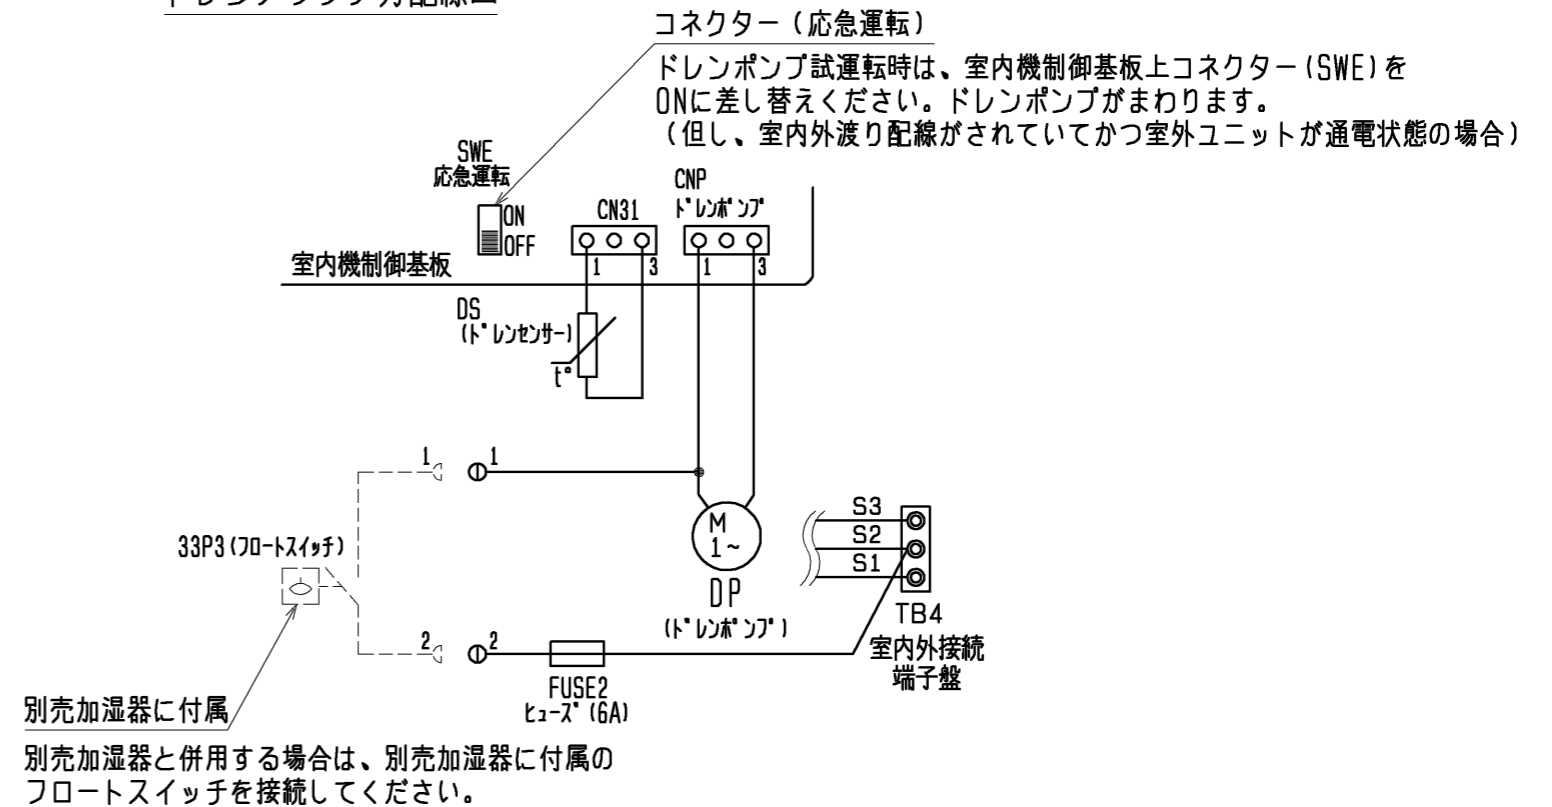 コネクター(応急運転)
ドレンポンプ試運転時は、室内機制御基板上コネクター(SWE)を
ONに差し替えください。ドレンポンプがまわります。
(但し、室内外渡り配線がされていてかつ室外ユニットが通電状態の場合)
SWE
応急運転
ON
OFF
CN31
1 3
CNP
ドレンポンプ
1 3
室内機制御基板
DS
(ドレンセンサー)
t°
1 1
33P3(フロートスイッチ)
M
1~
DP
(ドレンポンプ)
S3
S2
S1
TB4
室内外接続
端子盤
2 2
FUSE2
ヒューズ(6A)
別売加湿器に付属
別売加湿器と併用する場合は、別売加湿器に付属の
フロートスイッチを接続してください。